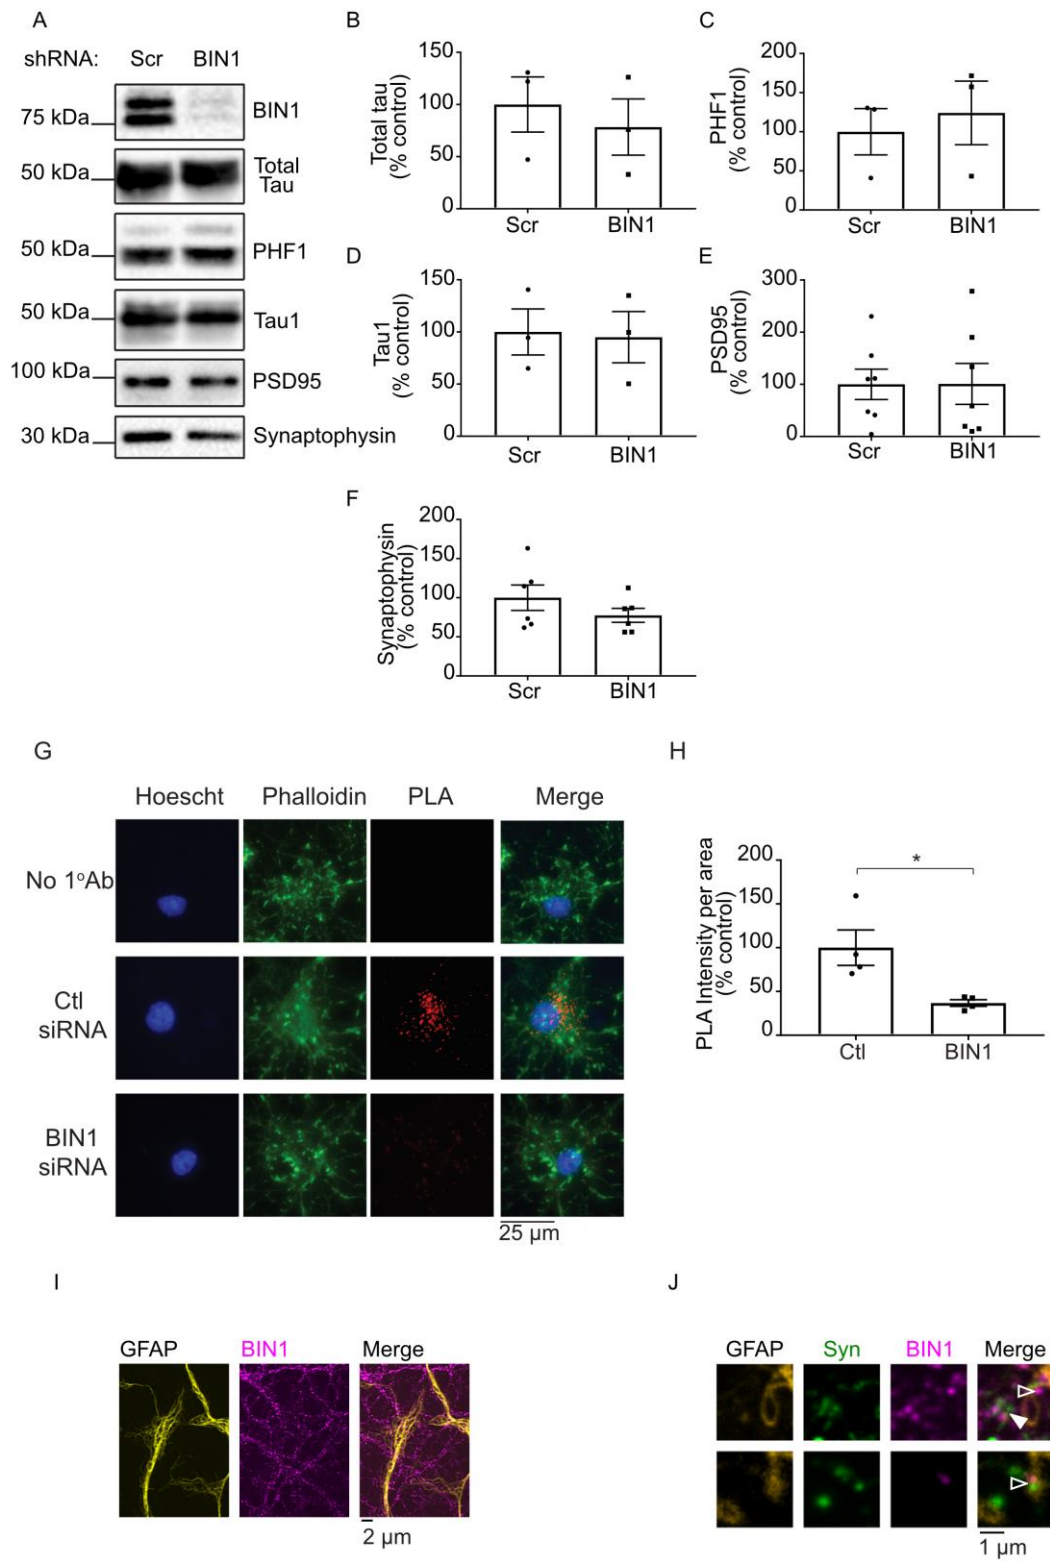 A
shRNA: Scr BIN1
75 kDa
BIN1
50 kDa
Total
Tau
50 kDa
PHF1
50 kDa
Tau1
100 kDa
PSD95
30 kDa
Synaptophysin
B
Total tau
(% control)
150
100
50
0
Scr BIN1
C
PHF1
(% control)
200
150
100
50
0
Scr BIN1
D
Tau1
(% control)
150
100
50
0
Scr BIN1
E
PSD95
(% control)
300
200
100
0
Scr BIN1
F
Synaptophysin
(% control)
200
150
100
50
0
Scr BIN1
G
Hoescht Phalloidin PLA Merge
No 1ºAb
Ctl
siRNA
BIN1
siRNA
25 µm
H
PLA Intensity per area
(% control)
200
150
100
50
0
*
Ctl BIN1
I
GFAP BIN1 Merge
2 µm
J
GFAP Syn BIN1 Merge
1 µm